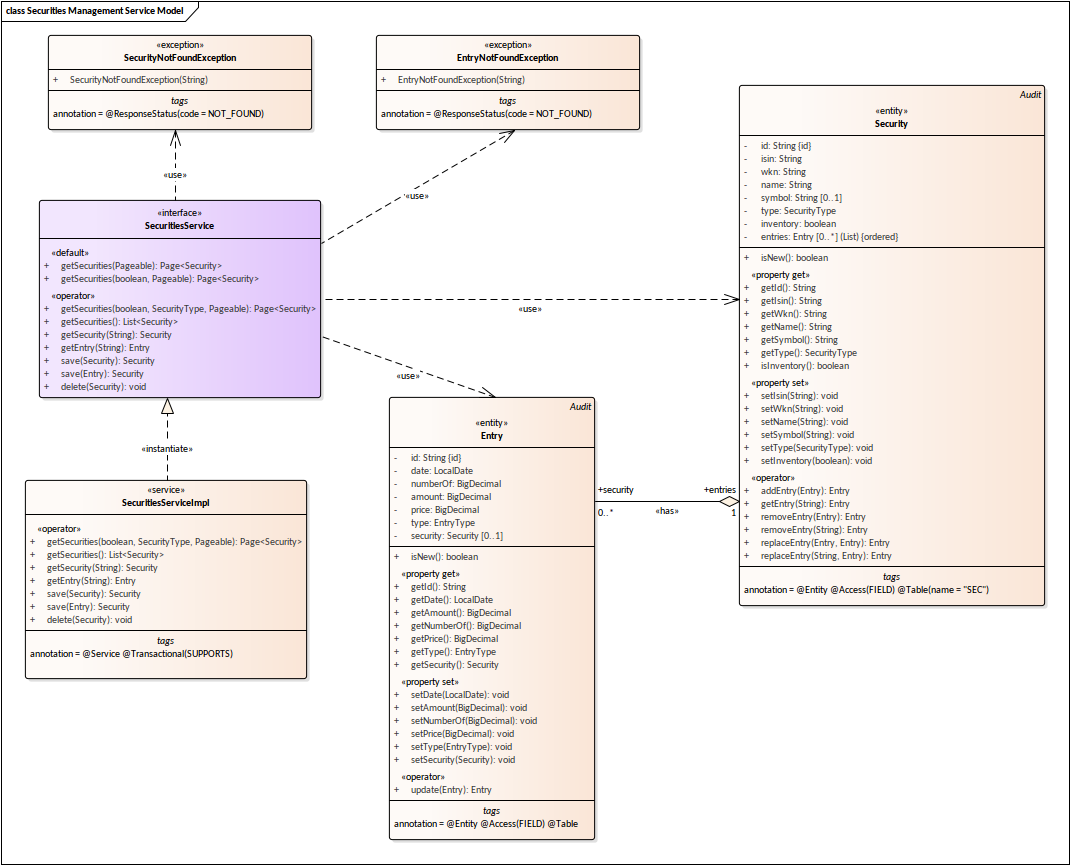 class Securities Management Service Model
«exception»
SecurityNotFoundException
+ SecurityNotFoundException(String)
tags
annotation = @ResponseStatus(code = NOT_FOUND)
«exception»
EntryNotFoundException
+ EntryNotFoundException(String)
tags
annotation = @ResponseStatus(code = NOT_FOUND)
«use»
«use»
«use»
«use»
«interface»
SecuritiesService
«default»
+ getSecurities(Pageable): Page<Security>
+ getSecurities(boolean, Pageable): Page<Security>
«operator»
+ getSecurities(boolean, SecurityType, Pageable): Page<Security>
+ getSecurities(): List<Security>
+ getSecurity(String): Security
+ getEntry(String): Entry
+ save(Security): Security
+ save(Entry): Security
+ delete(Security): void
«instantiate»
«service»
SecuritiesServiceImpl
«operator»
+ getSecurities(boolean, SecurityType, Pageable): Page<Security>
+ getSecurities(): List<Security>
+ getSecurity(String): Security
+ getEntry(String): Entry
+ save(Security): Security
+ save(Entry): Security
+ delete(Security): void
tags
annotation = @Service @Transactional(SUPPORTS)
Audit
«entity»
Entry
- id: String {id}
- date: LocalDate
- numberOf: BigDecimal
- amount: BigDecimal
- price: BigDecimal
- type: EntryType
- security: Security [0..1]
+ isNew(): boolean
«property get»
+ getId(): String
+ getDate(): LocalDate
+ getAmount(): BigDecimal
+ getNumberOf(): BigDecimal
+ getPrice(): BigDecimal
+ getType(): EntryType
+ getSecurity(): Security
«property set»
+ setDate(LocalDate): void
+ setAmount(BigDecimal): void
+ setNumberOf(BigDecimal): void
+ setPrice(BigDecimal): void
+ setType(EntryType): void
+ setSecurity(Security): void
«operator»
+ update(Entry): Entry
tags
annotation = @Entity @Access(FIELD) @Table
+security
+entries
0..*
«has»
1
Audit
«entity»
Security
- id: String {id}
- isin: String
- wkn: String
- name: String
- symbol: String [0..1]
- type: SecurityType
- inventory: boolean
- entries: Entry [0..*] (List) {ordered}
+ isNew(): boolean
«property get»
+ getId(): String
+ getIsin(): String
+ getWkn(): String
+ getName(): String
+ getSymbol(): String
+ getType(): SecurityType
+ isInventory(): boolean
«property set»
+ setIsin(String): void
+ setWkn(String): void
+ setName(String): void
+ setSymbol(String): void
+ setType(SecurityType): void
+ setInventory(boolean): void
«operator»
+ addEntry(Entry): Entry
+ getEntry(String): Entry
+ removeEntry(Entry): Entry
+ removeEntry(String): Entry
+ replaceEntry(Entry, Entry): Entry
+ replaceEntry(String, Entry): Entry
tags
annotation = @Entity @Access(FIELD) @Table(name = "SEC")